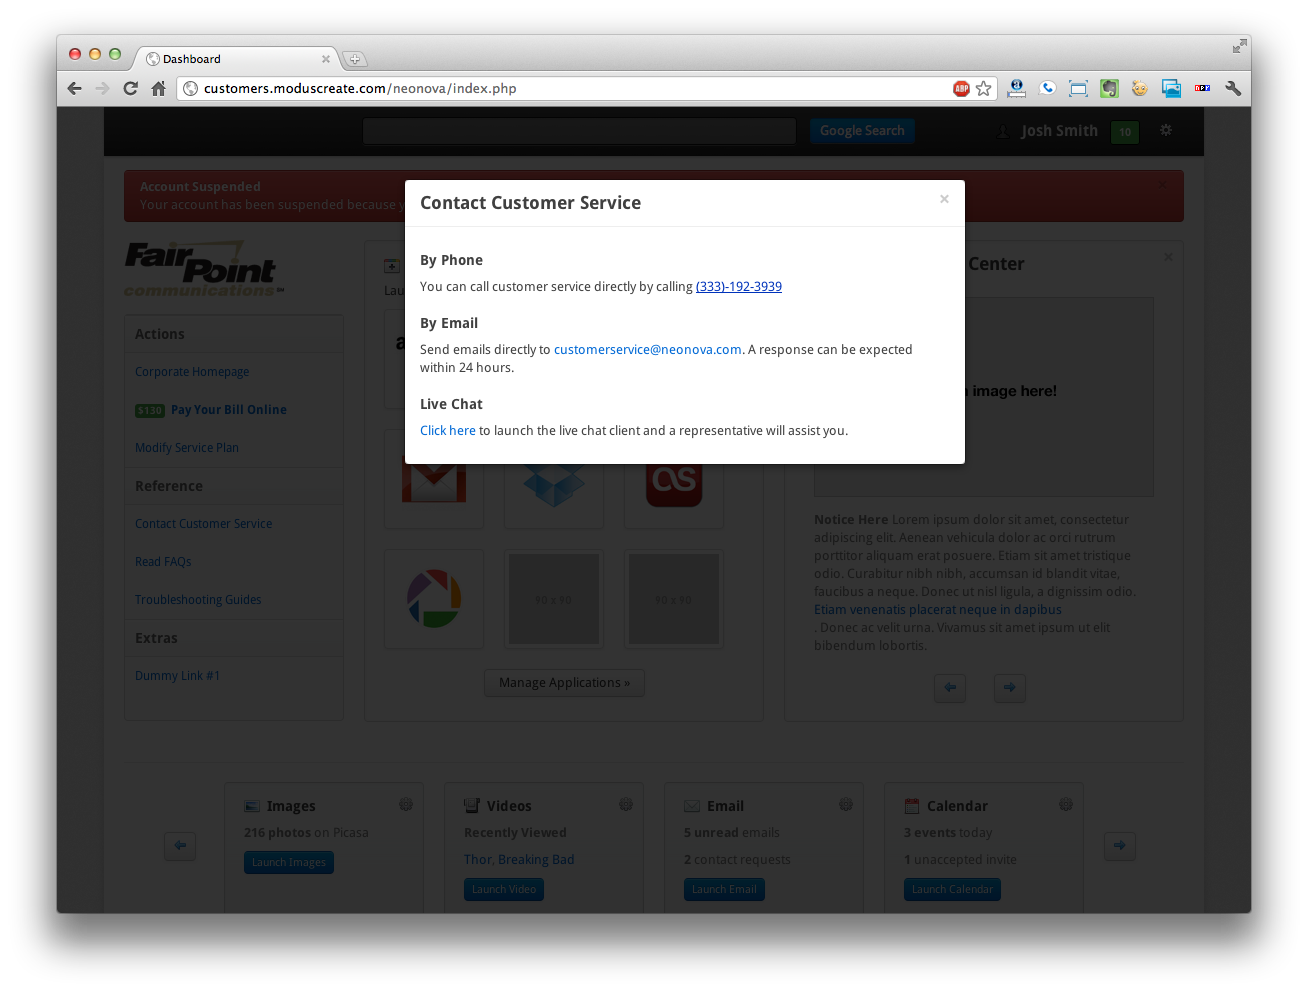 Dashboard
customers.moduscreate.com/neonova/index.php
ABP
Google Search
Josh Smith
10
Account Suspended
Your account has been suspended because
Contact Customer Service
By Phone
You can call customer service directly by calling (333)-192-3939
By Email
Send emails directly to customerservice@neonova.com. A response can be expected
within 24 hours.
Live Chat
Click here to launch the live chat client and a representative will assist you.
FairPoint
communications
Actions
Corporate Homepage
$130 Pay Your Bill Online
Modify Service Plan
Reference
Contact Customer Service
Read FAQs
Troubleshooting Guides
Extras
Dummy Link #1
Lau
a
as
90 x 90
90 x 90
Manage Applications »
Center
image here!
Notice Here Lorem ipsum dolor sit amet, consectetur
adipiscing elit. Aenean vehicula dolor ac orci rutrum
porttitor aliquam erat posuere. Etiam sit amet tristique
odio. Curabitur nibh nibh, accumsan id blandit vitae,
faucibus a neque. Donec ut nisl ligula, a dignissim odio.
Etiam venenatis placerat neque in dapibus
. Donec ac velit urna. Vivamus sit amet ipsum ut elit
bibendum lobortis.
Images
216 photos on Picasa
Launch Images
Videos
Recently Viewed
Thor, Breaking Bad
Launch Video
Email
5 unread emails
2 contact requests
Launch Email
Calendar
3 events today
1 unaccepted invite
Launch Calendar